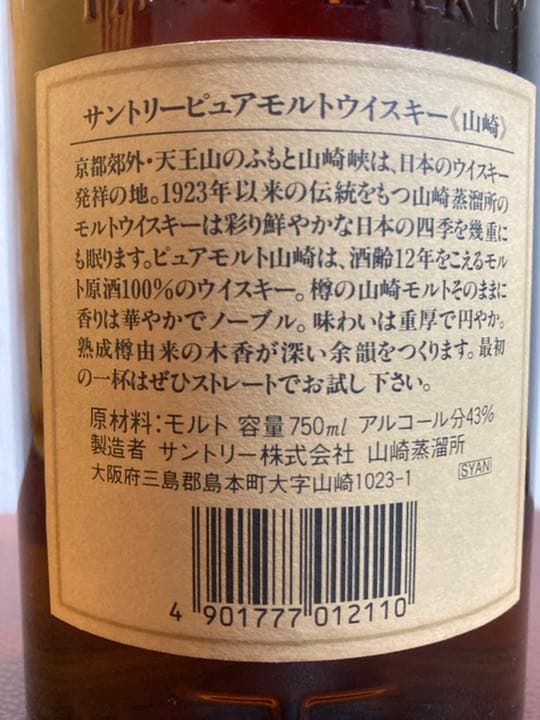 サントリーピュアモルトウイスキー《山崎》
京都郊外・天王山のふもと山崎峡は、日本のウイスキー
発祥の地。1923年以来の伝統をもつ山崎蒸溜所の
モルトウイスキーは彩り鮮やかな日本の四季を幾重に
も眠ります。ピュアモルト山崎は、酒齢12年をこえるモル
ト原酒100%のウイスキー。樽の山崎モルトそのままに
香りは華やかでノーブル。味わいは重厚で円やか。
熟成樽由来の木香が深い余韻をつくります。最初
の一杯はぜひストレートでお試し下さい。
原材料:モルト 容量750ml アルコール分43%
製造者 サントリー株式会社 山崎蒸溜所
大阪府三島郡島本町大字山崎1023-1
SYAN
4 901777 012110